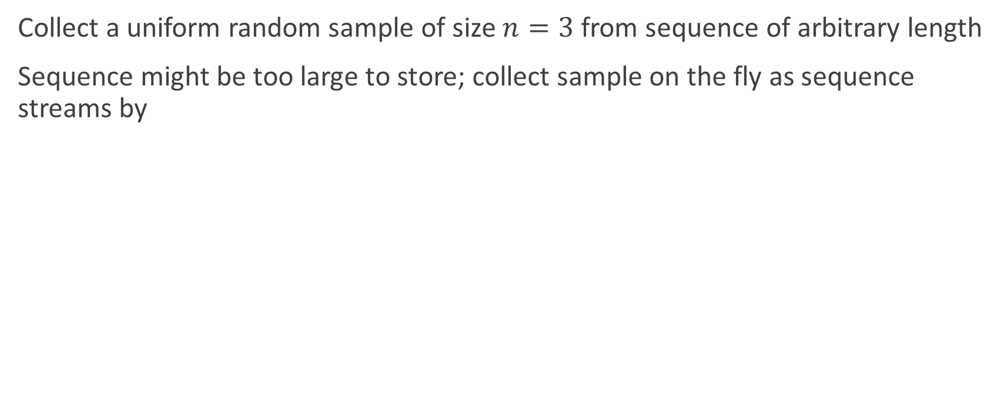 Collect a uniform random sample of size n = 3 from sequence of arbitrary length
Sequence might be too large to store; collect sample on the fly as sequence
streams by